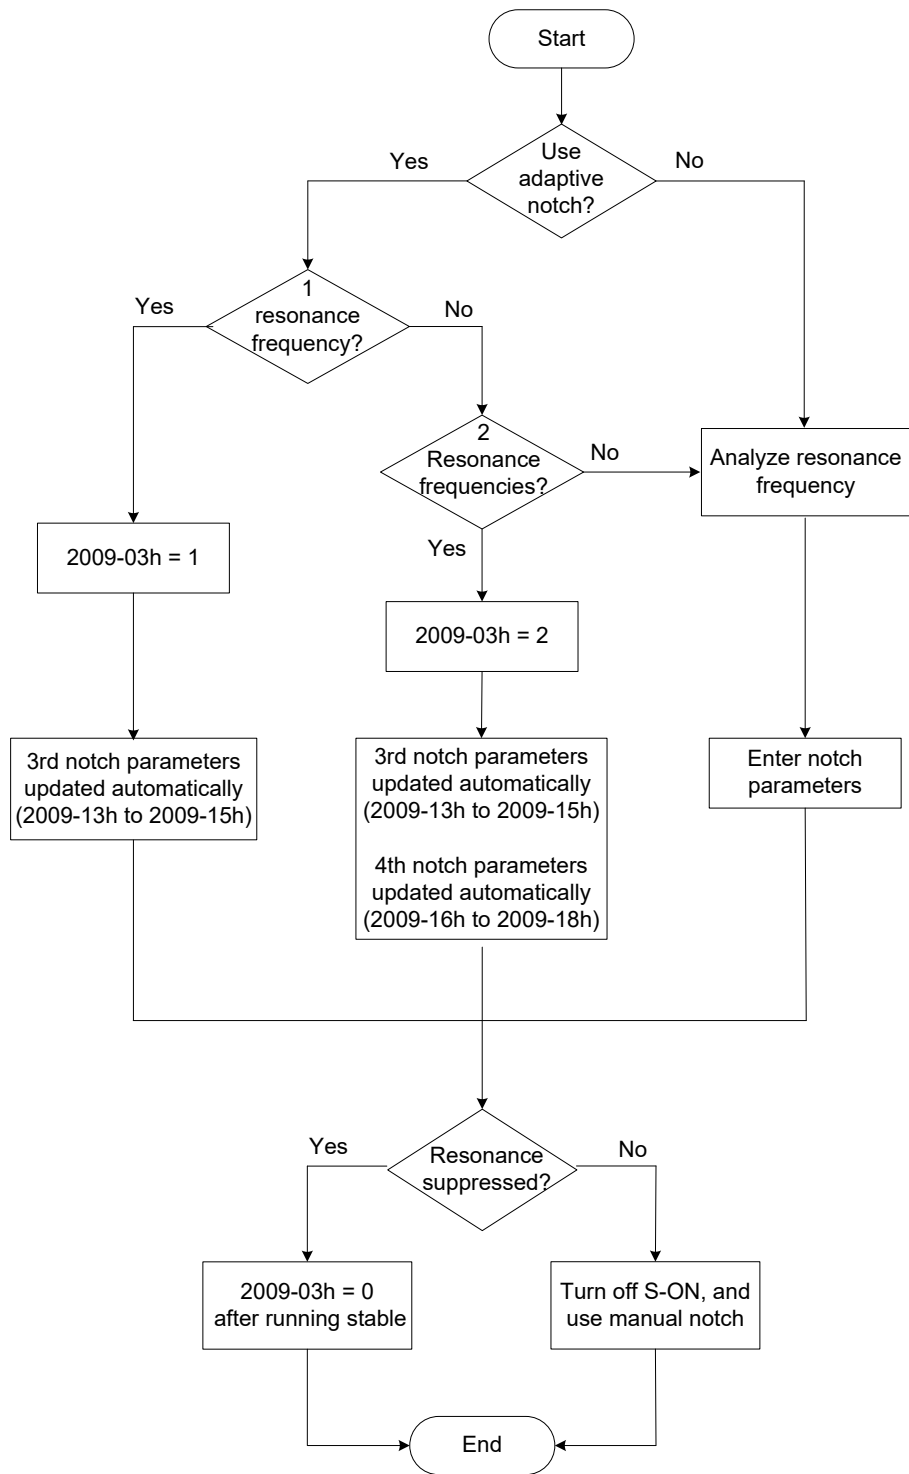 Start
Use
adaptive
notch?
Yes
No
1
resonance
frequency?
Yes
No
2
Resonance
frequencies?
No
Yes
Analyze resonance
frequency
2009-03h = 1
2009-03h = 2
3rd notch parameters
updated automatically
(2009-13h to 2009-15h)
3rd notch parameters
updated automatically
(2009-13h to 2009-15h)
4th notch parameters
updated automatically
(2009-16h to 2009-18h)
Enter notch
parameters
Resonance
suppressed?
Yes
No
2009-03h = 0
after running stable
Turn off S-ON, and
use manual notch
End